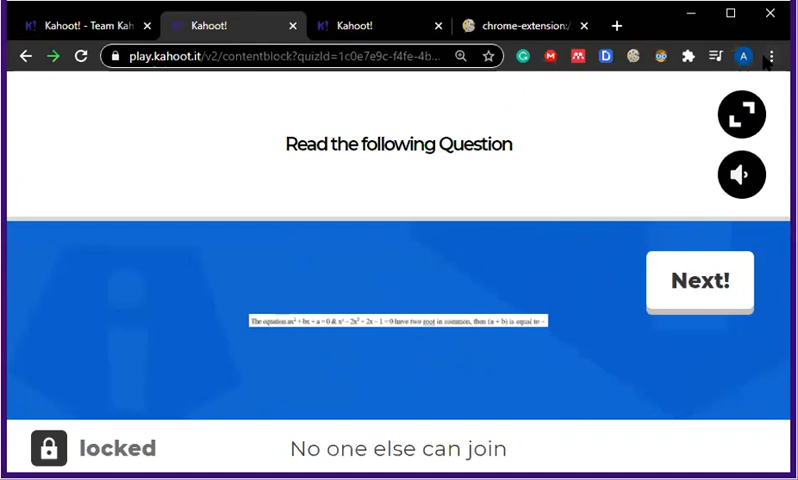 Kahoot! - Team Kah
Kahoot!
Kahoot!
chrome-extension:/
play.kahoot.it/v2/contentblock?quizId=1c0e7e9c-f4fe-4b...
A
Read the following Question
Next!
The equation ax² + bx + a = 0 & x³ − 2x² + 2x − 1 = 0 have two root in common, then (a + b) is equal to −
locked
No one else can join